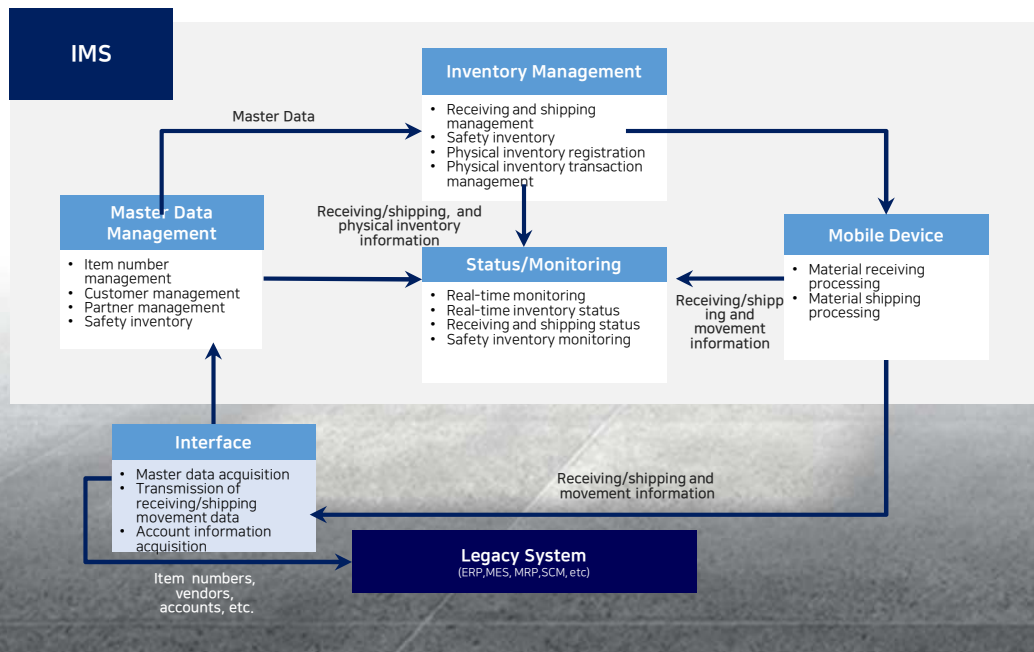 IMS
Inventory Management
• Receiving and shipping
management
• Safety inventory
• Physical inventory registration
• Physical inventory transaction
management
Master Data
Master Data
Management
• Item number
management
• Customer management
• Partner management
• Safety inventory
Receiving/shipping, and
physical inventory
information
Status/Monitoring
• Real-time monitoring
• Real-time inventory status
• Receiving and shipping status
• Safety inventory monitoring
Mobile Device
• Material receiving
processing
• Material shipping
processing
Receiving/shipp
ing and
movement
information
Interface
• Master data acquisition
• Transmission of
receiving/shipping
movement data
• Account information
acquisition
Receiving/shipping and
movement information
Legacy System
(ERP,MES, MRP,SCM, etc)
Item numbers,
vendors,
accounts, etc.